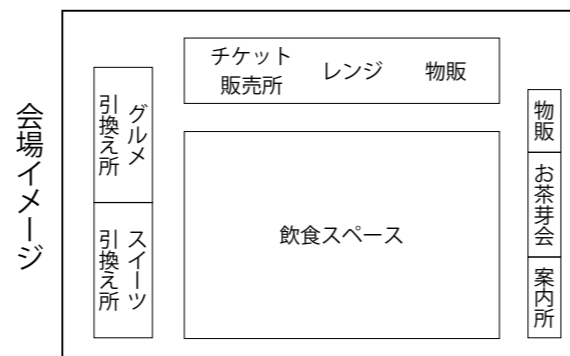 会場イメージ
チケット
販売所
レンジ
物販
グルメ
引換え所
スイーツ
引換え所
飲食スペース
物販
お茶芽会
案内所